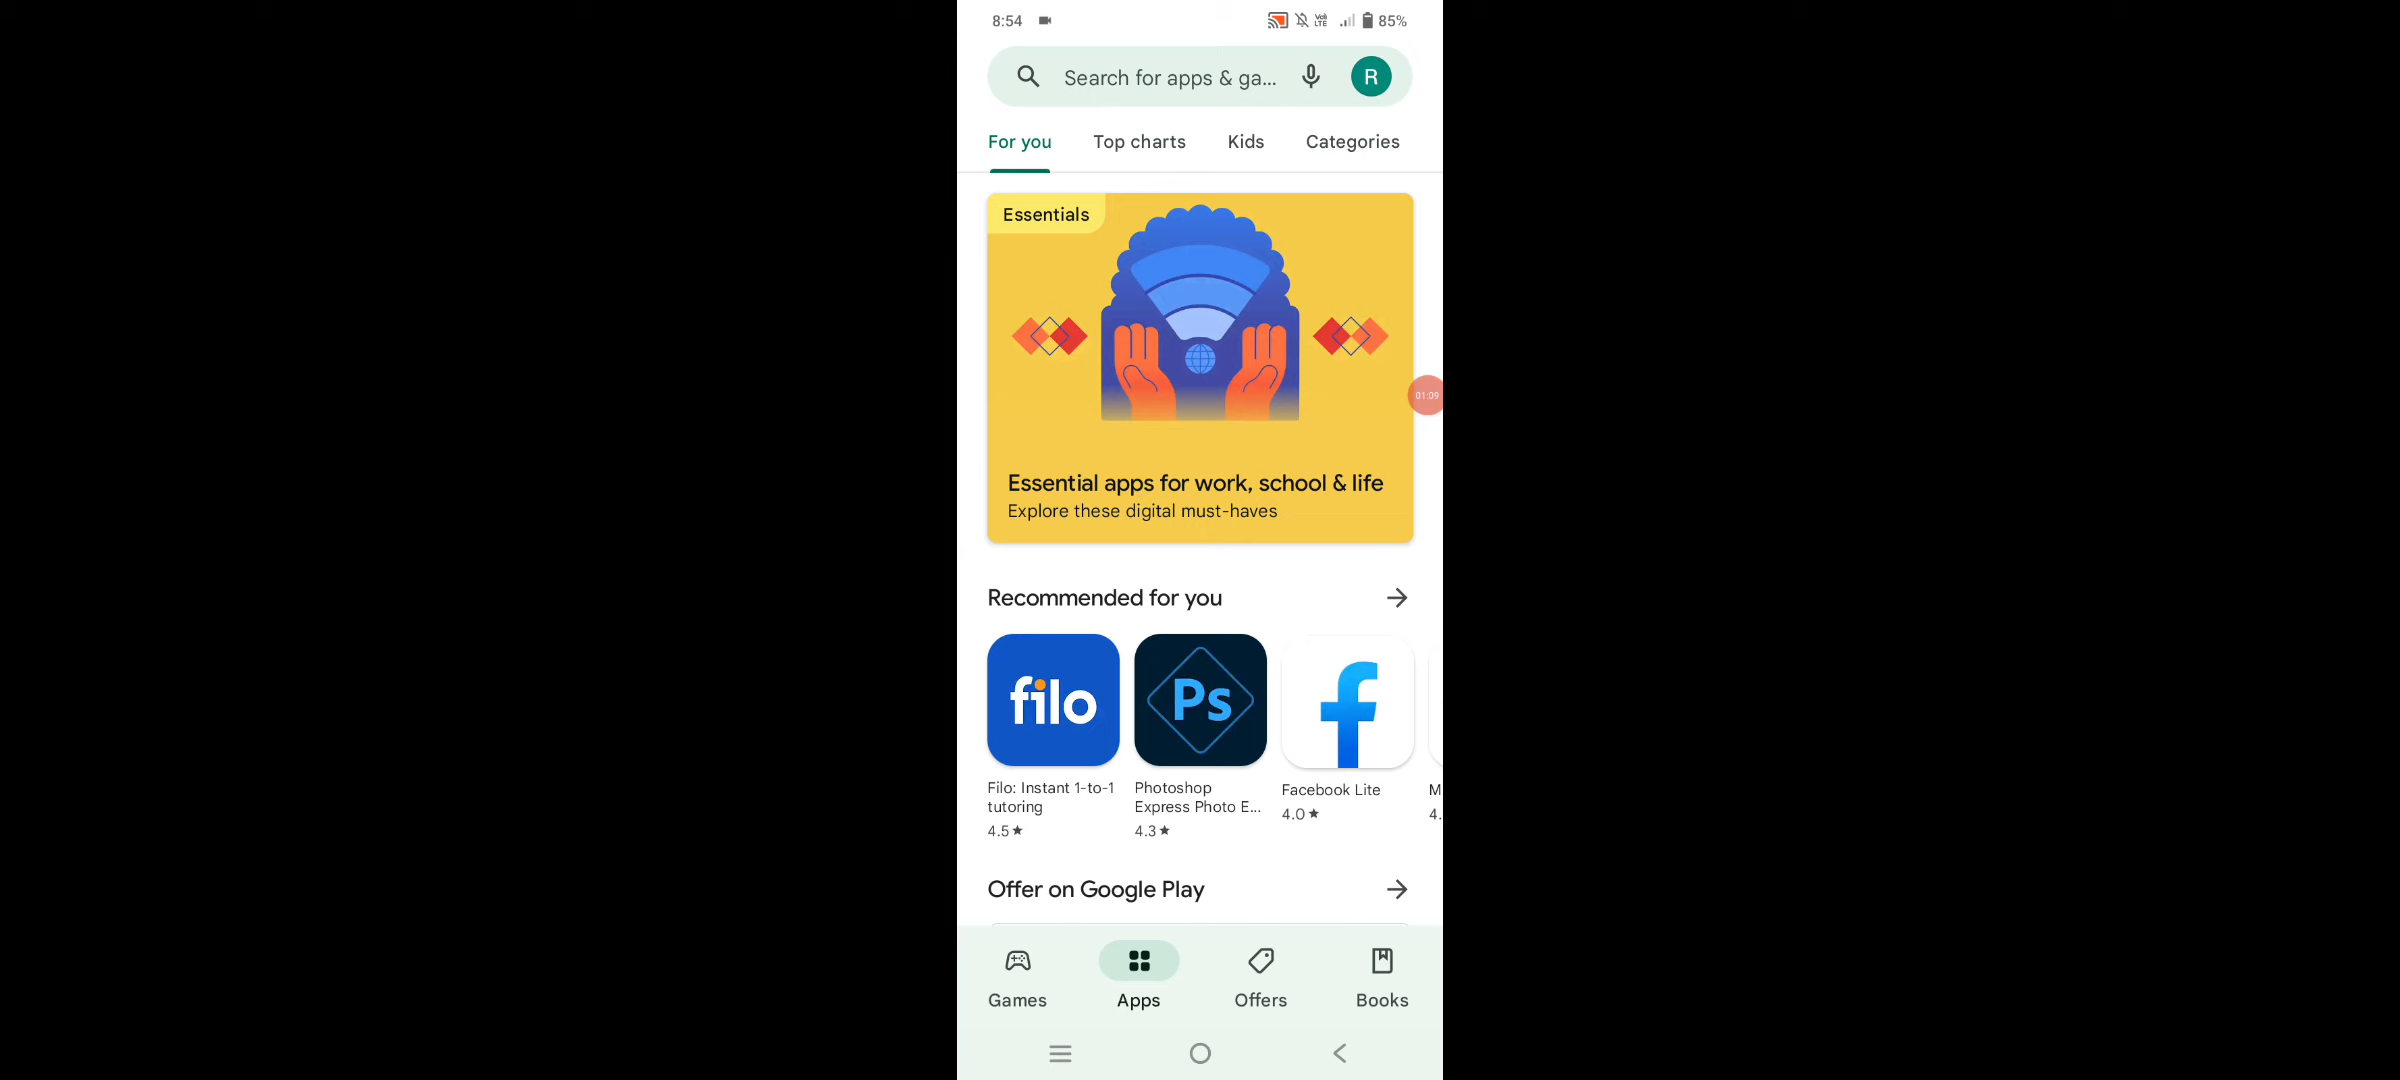 8:54
Vo LTE 85%
Search for apps & ga...
R
For you Top charts Kids Categories
Essentials
01:09
Essential apps for work, school & life
Explore these digital must-haves
Recommended for you
filo Ps f
Filo: Instant 1-to-1 tutoring
4.5★
Photoshop Express Photo E...
4.3★
Facebook Lite
4.0★
M
4.
Offer on Google Play
Games Apps Offers Books